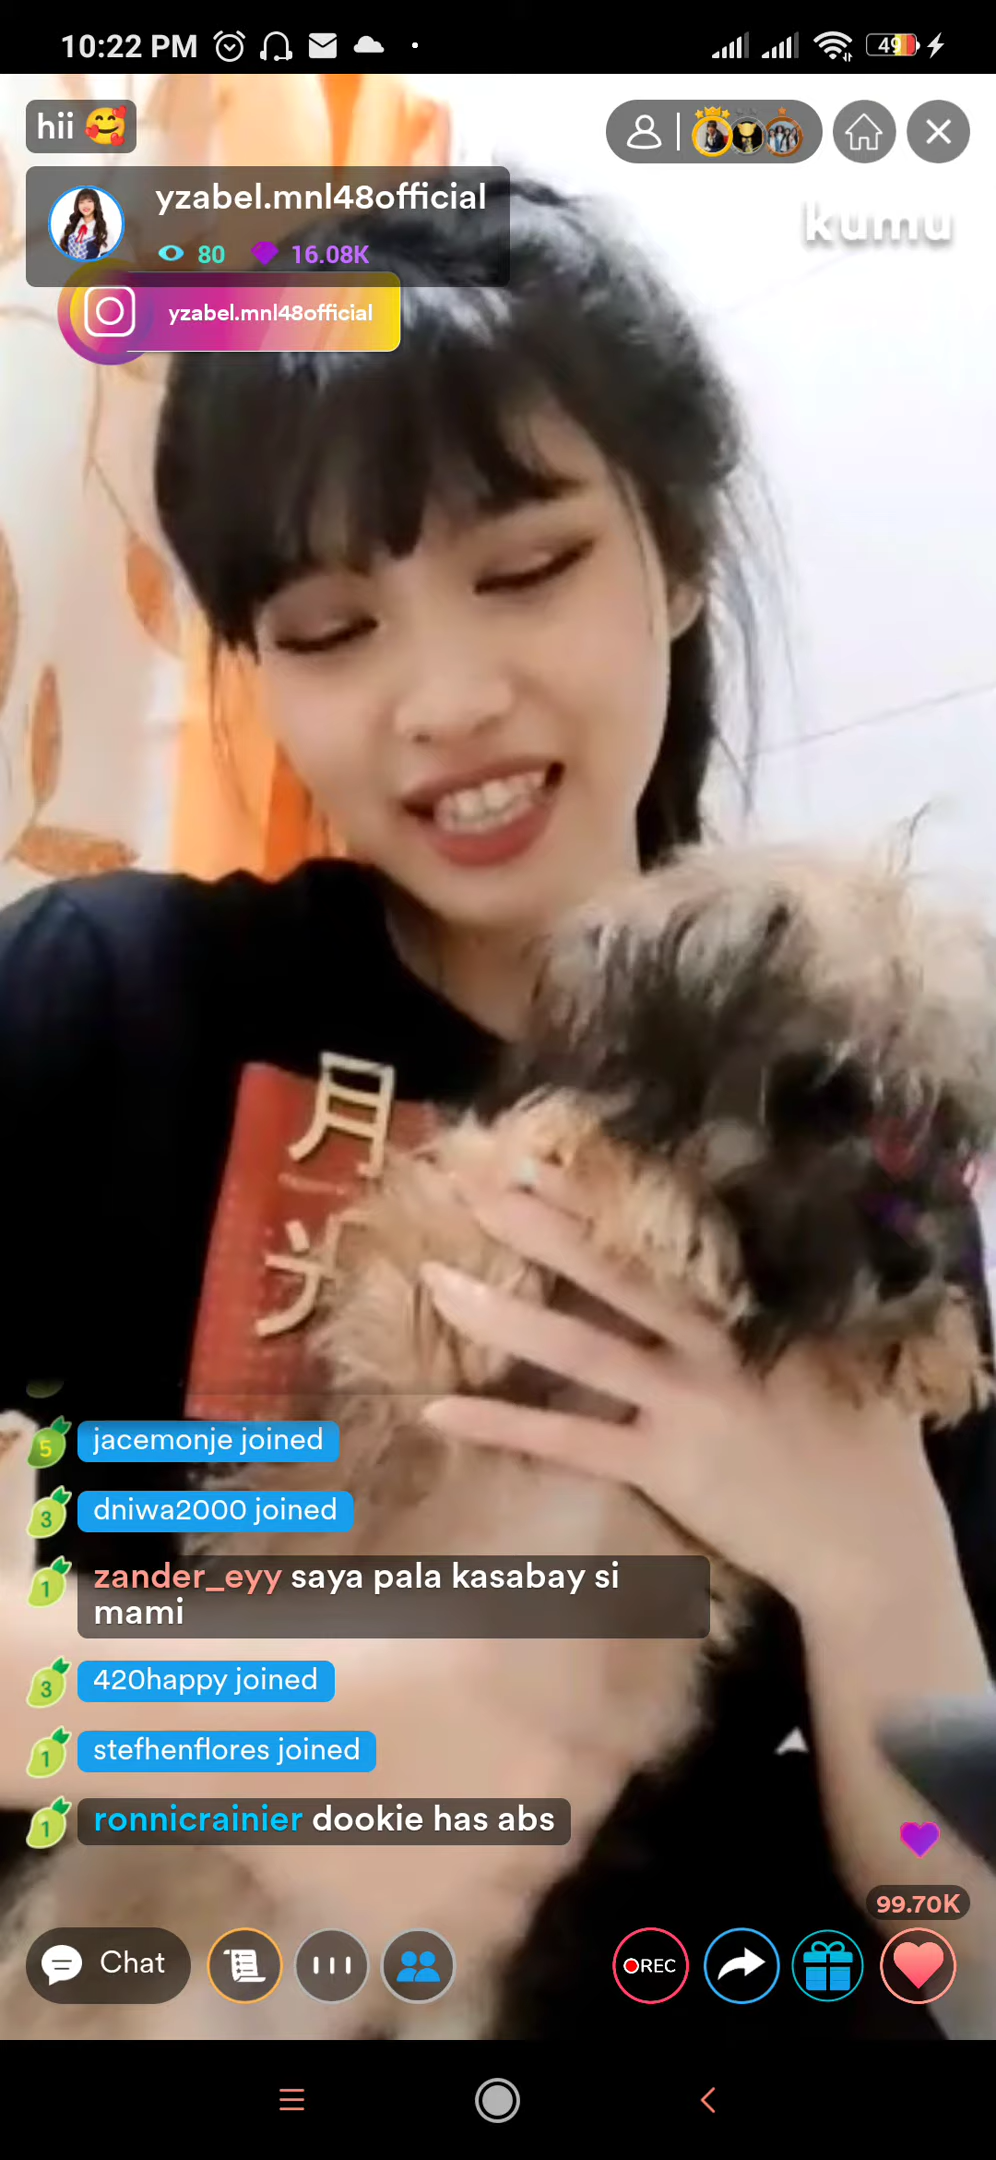 10:22 PM
49
hii 🥰
yzabel.mnl48official
80 16.08K
kumu
yzabel.mnl48official
月
5 jacemonje joined
3 dniwa2000 joined
1 zander_eyy saya pala kasabay si
mami
3 420happy joined
1 stefhenflores joined
1 ronnicrainier dookie has abs
99.70K
Chat
REC